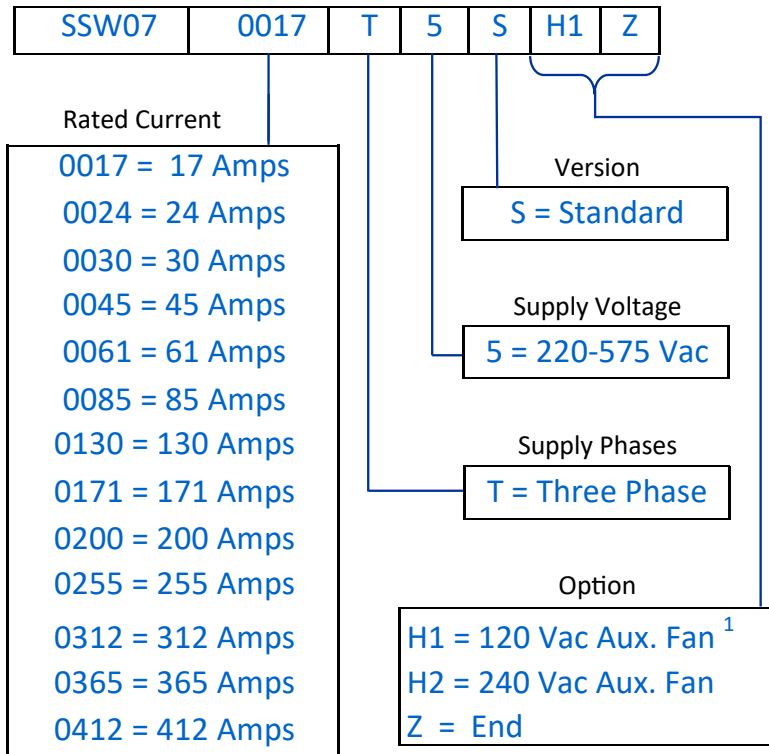 SSW07 0017 T 5 S H1 Z
Rated Current
0017 = 17 Amps
0024 = 24 Amps
0030 = 30 Amps
0045 = 45 Amps
0061 = 61 Amps
0085 = 85 Amps
0130 = 130 Amps
0171 = 171 Amps
0200 = 200 Amps
0255 = 255 Amps
0312 = 312 Amps
0365 = 365 Amps
0412 = 412 Amps
Version
S = Standard
Supply Voltage
5 = 220-575 Vac
Supply Phases
T = Three Phase
Option
H1 = 120 Vac Aux. Fan 1
H2 = 240 Vac Aux. Fan
Z = End